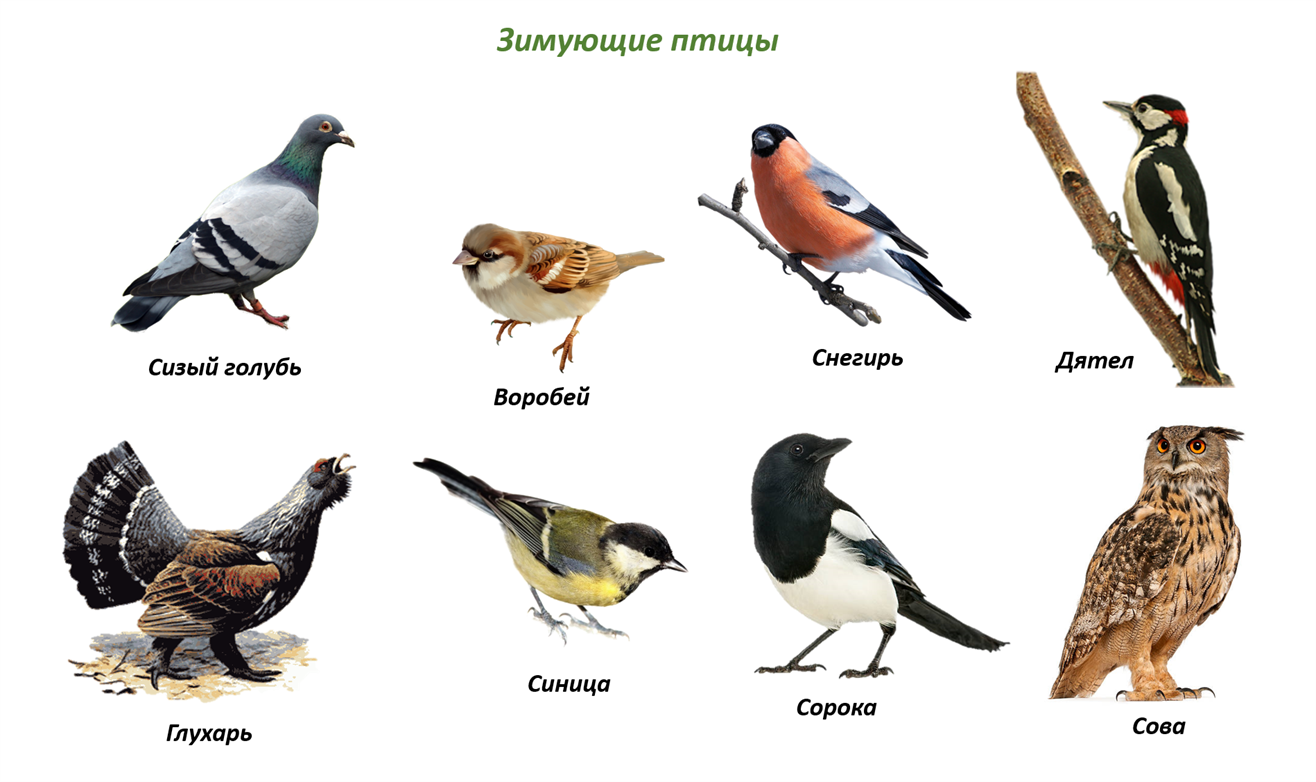 Зимующие птицы
Сизый голубь
Воробей
Снегирь
Дятел
Глухарь
Синица
Сорока
Сова